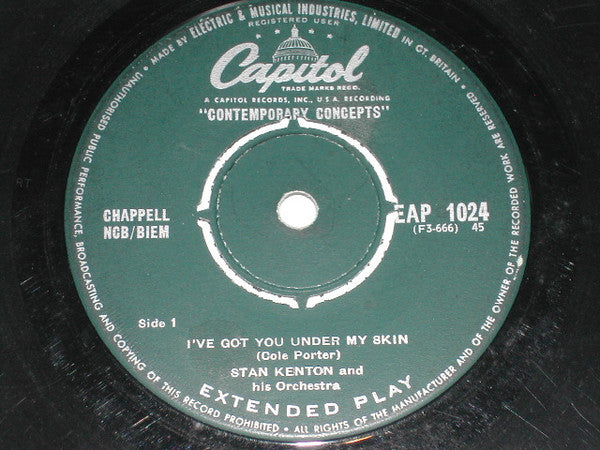 MADE BY ELECTRIC & MUSICAL INDUSTRIES, LIMITED IN GT. BRITAIN •
REGISTERED USER
Capitol
TRADE MARKS REGD.
A CAPITOL RECORDS, INC., U.S.A. RECORDING
"CONTEMPORARY CONCEPTS"
CHAPPELL
NCB/BIEM
EAP 1024
(F3-666) 45
Side 1
I'VE GOT YOU UNDER MY SKIN
(Cole Porter)
STAN KENTON and
his Orchestra
EXTENDED PLAY
UNAUTHORISED PUBLIC PERFORMANCE, BROADCASTING AND COPYING OF THIS RECORD PROHIBITED • ALL RIGHTS OF THE MANUFACTURER AND OF THE OWNER OF THE RECORDED WORK ARE RESERVED